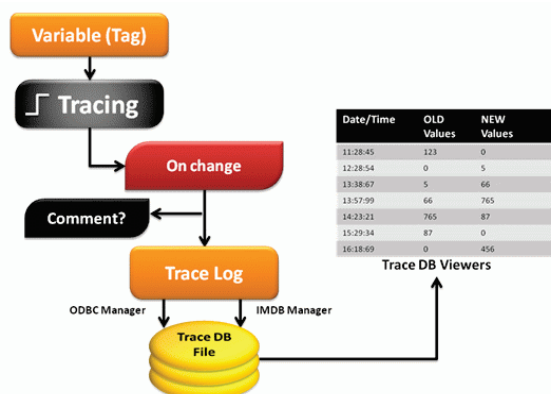 Variable (Tag)
Tracing
On change
Comment?
Trace Log
ODBC Manager
IMDB Manager
Trace DB
File
Date/Time OLD Values NEW Values
11:28:45 123 0
12:28:54 0 5
13:38:67 5 66
13:57:99 66 765
14:23:21 765 87
15:29:34 87 0
16:18:69 0 456
Trace DB Viewers